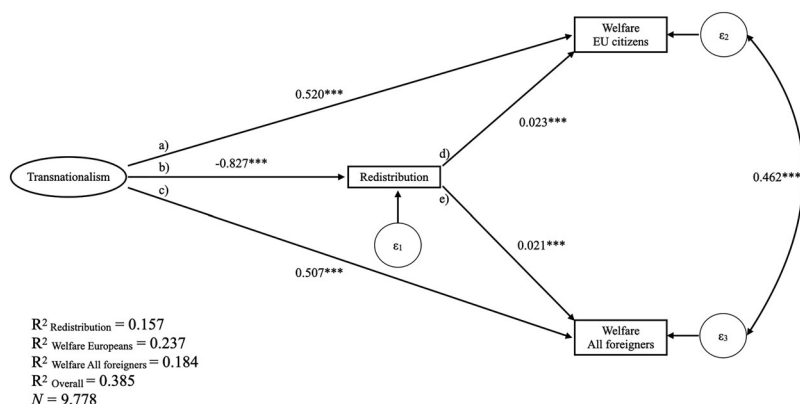 Welfare
EU citizens
ε₂
0.520***
0.023***
a)
d)
b)
-0.827***
0.462***
Transnationalism
Redistribution
c)
e)
ε₁
0.021***
0.507***
Welfare
All foreigners
ε₃
R² Redistribution = 0.157
R² Welfare Europeans = 0.237
R² Welfare All foreigners = 0.184
R² Overall = 0.385
N = 9.778